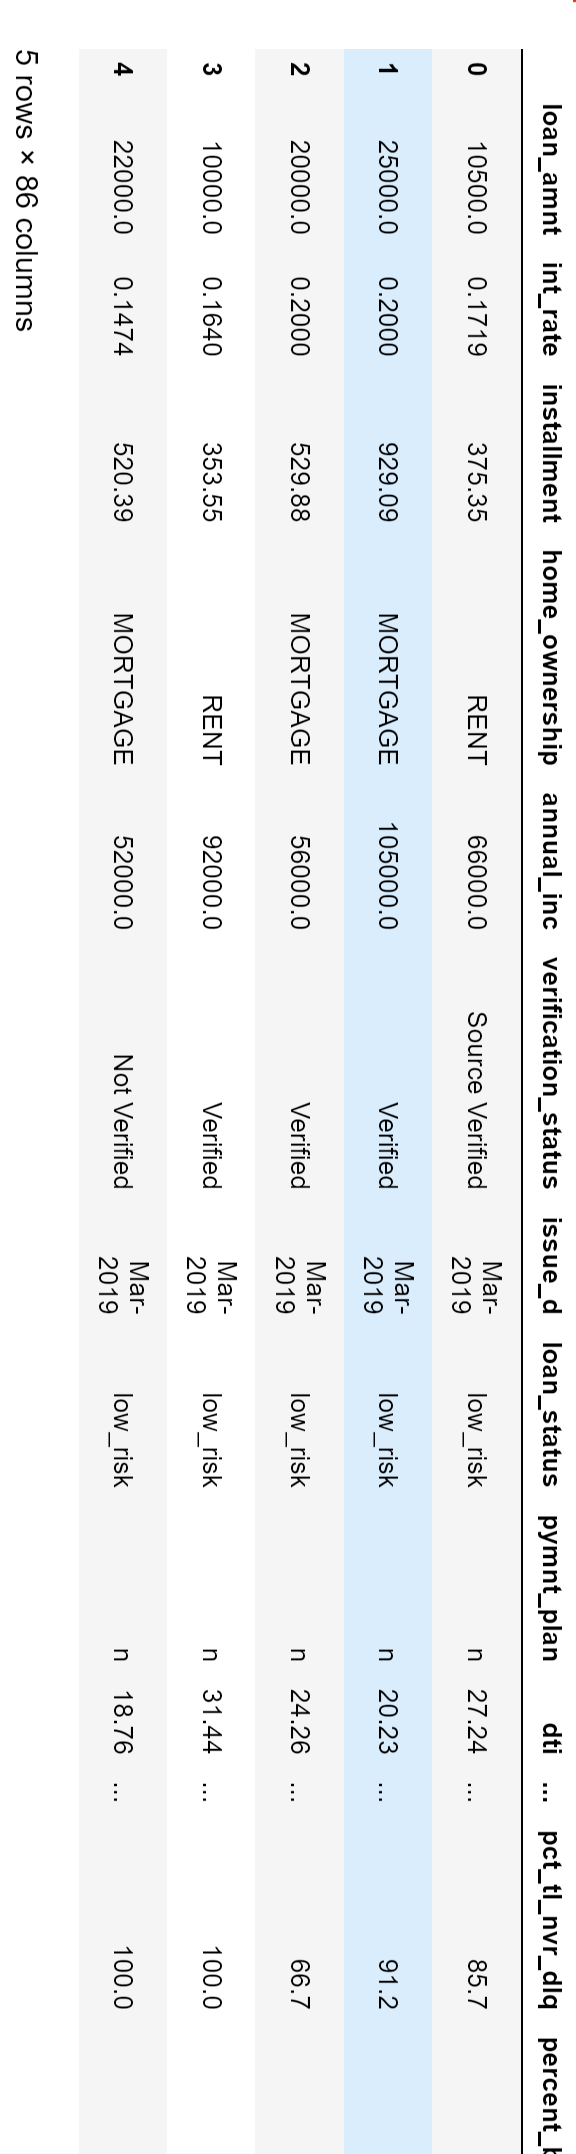 loan_amnt int_rate installment home_ownership annual_inc verification_status issue_d loan_status pymnt_plan dti ... pct_tl_nvr_dlq
0 10500.0 0.1719 375.35 RENT 66000.0 Source Verified Mar-2019 low_risk n 27.24 ... 85.7
1 25000.0 0.2000 929.09 MORTGAGE 105000.0 Verified Mar-2019 low_risk n 20.23 ... 91.2
2 20000.0 0.2000 529.88 MORTGAGE 56000.0 Verified Mar-2019 low_risk n 24.26 ... 66.7
3 10000.0 0.1640 353.55 RENT 92000.0 Verified Mar-2019 low_risk n 31.44 ... 100.0
4 22000.0 0.1474 520.39 MORTGAGE 52000.0 Not Verified Mar-2019 low_risk n 18.76 ... 100.0
5 rows × 86 columns